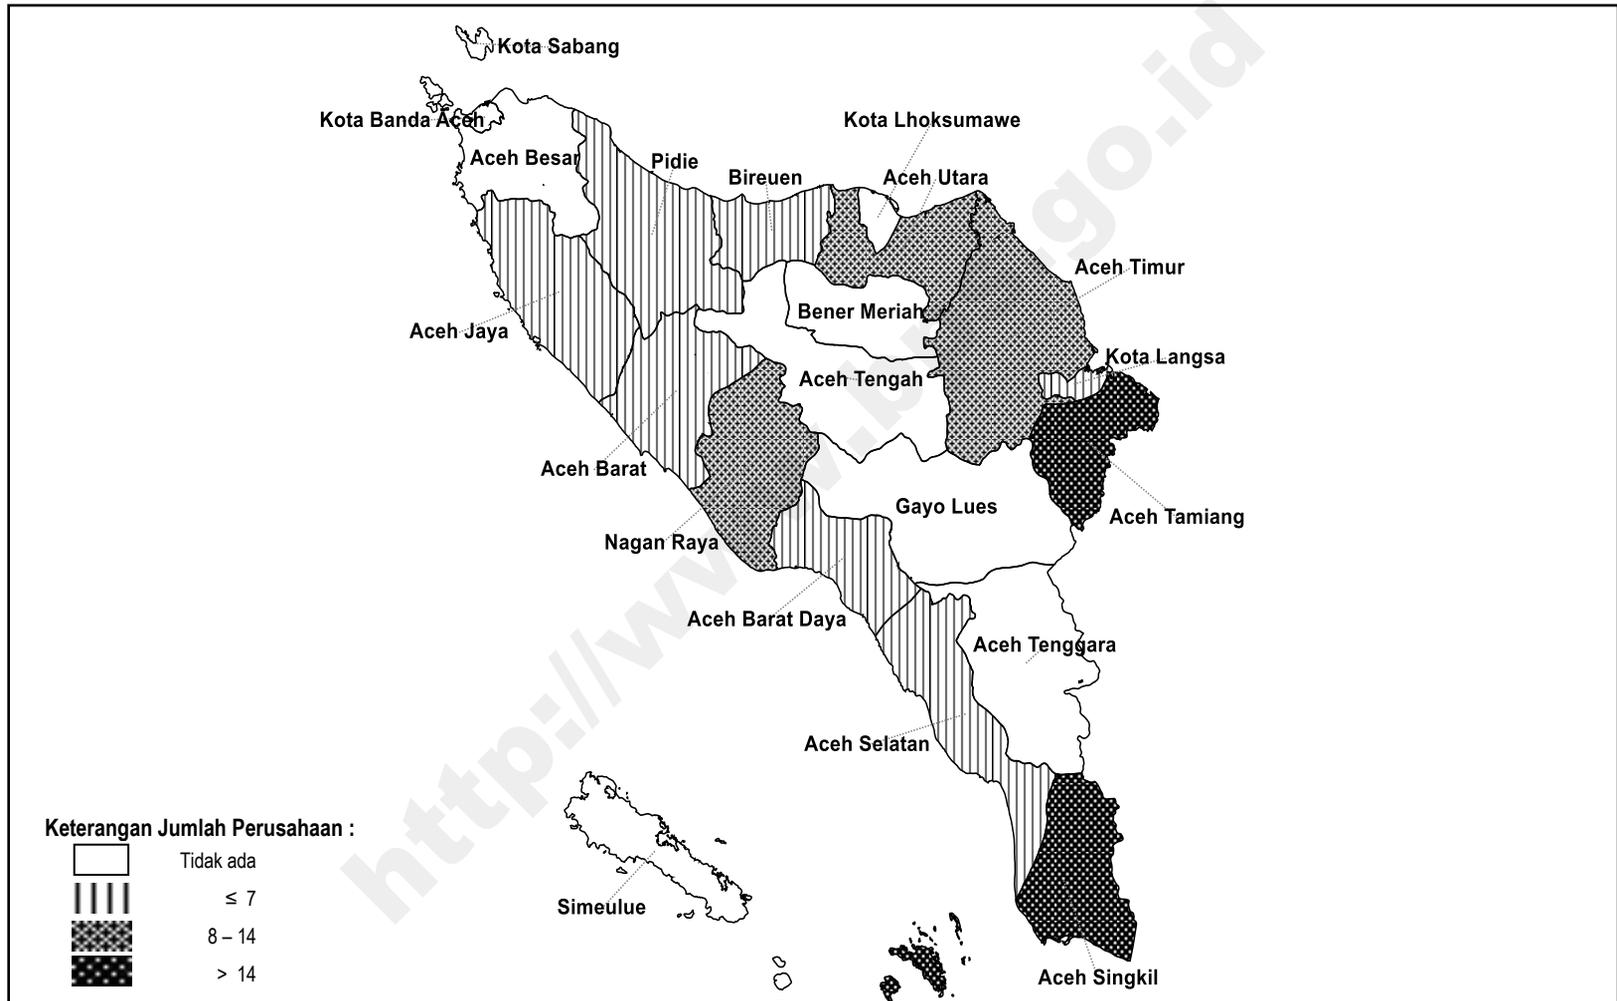 Kota Sabang
Kota Banda Aceh
Kota Lhoksumawe
Aceh Besar
Pidie
Bireuen
Aceh Utara
Aceh Timur
Bener Meriah
Aceh Jaya
Kota Langsa
Aceh Tengah
Aceh Barat
Gayo Lues
Aceh Tamiang
Nagan Raya
Aceh Barat Daya
Aceh Tenggara
Aceh Selatan
Keterangan Jumlah Perusahaan :
Tidak ada
≤ 7
8 – 14
> 14
Simeulue
Aceh Singkil